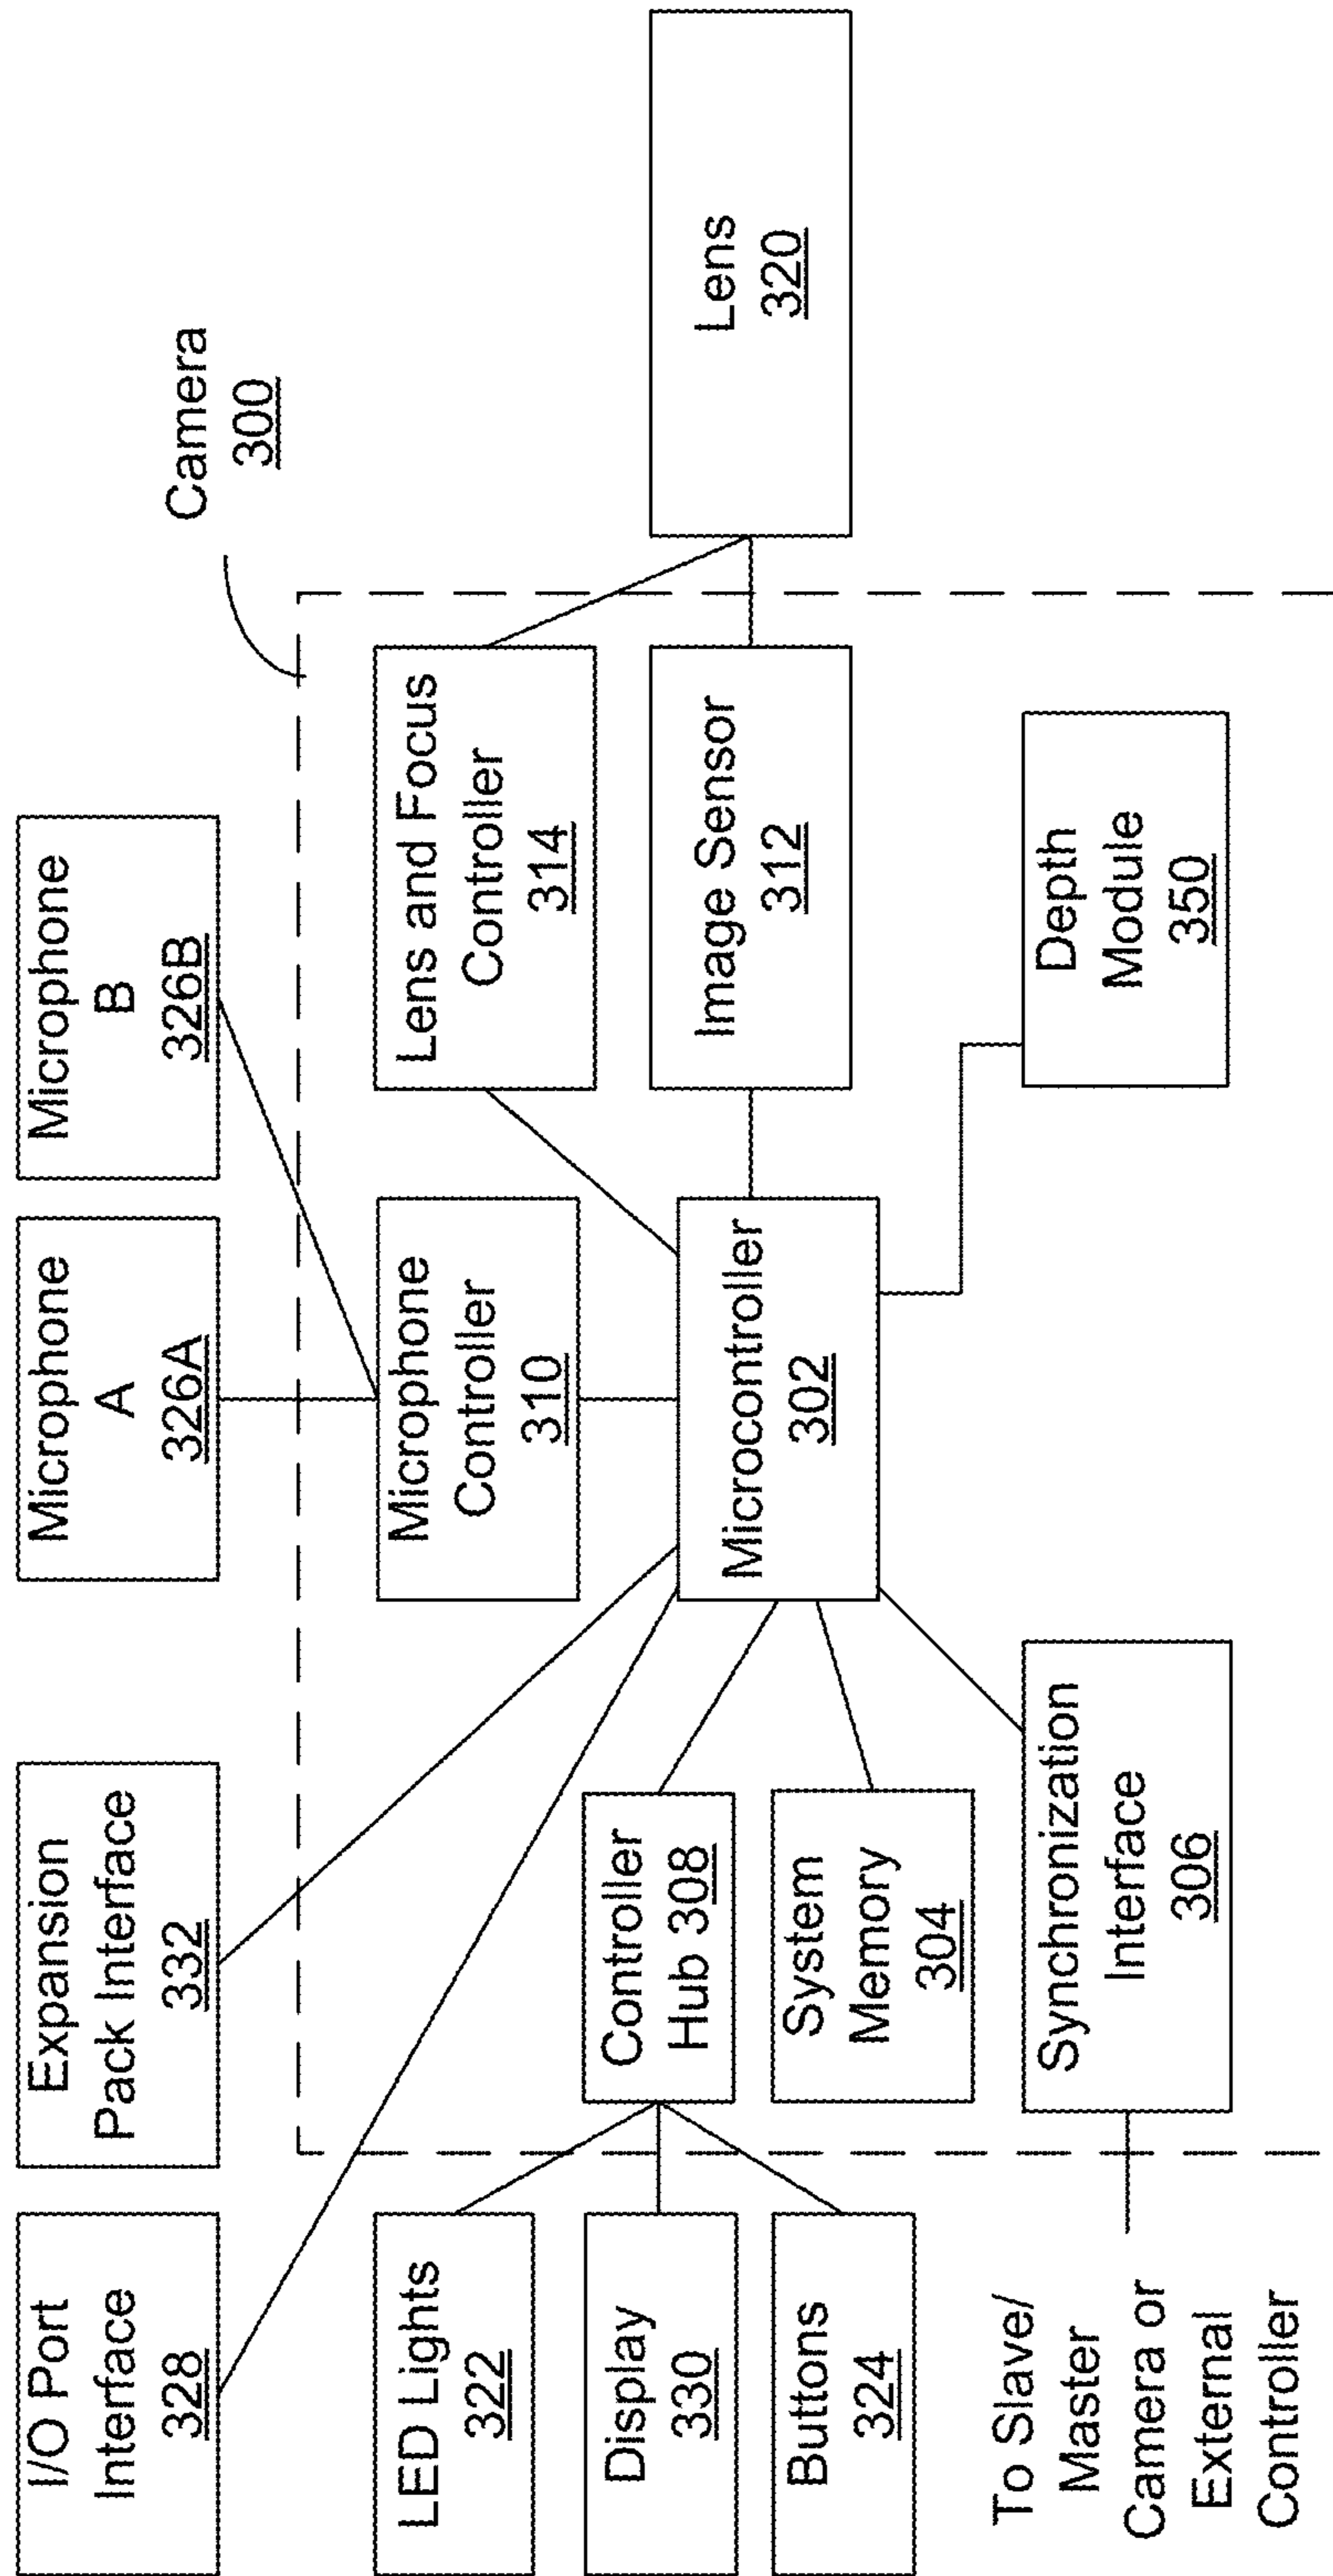 I/O Port
Interface
328
Expansion
Pack Interface
332
Microphone
A
326A
Microphone
B
326B
Camera
300
LED Lights
322
Display
330
Buttons
324
Controller
Hub 308
System
Memory
304
Synchronization
Interface
306
Microphone
Controller
310
Microcontroller
302
Lens and Focus
Controller
314
Image Sensor
312
Depth
Module
350
Lens
320
To Slave/
Master
Camera or
External
Controller